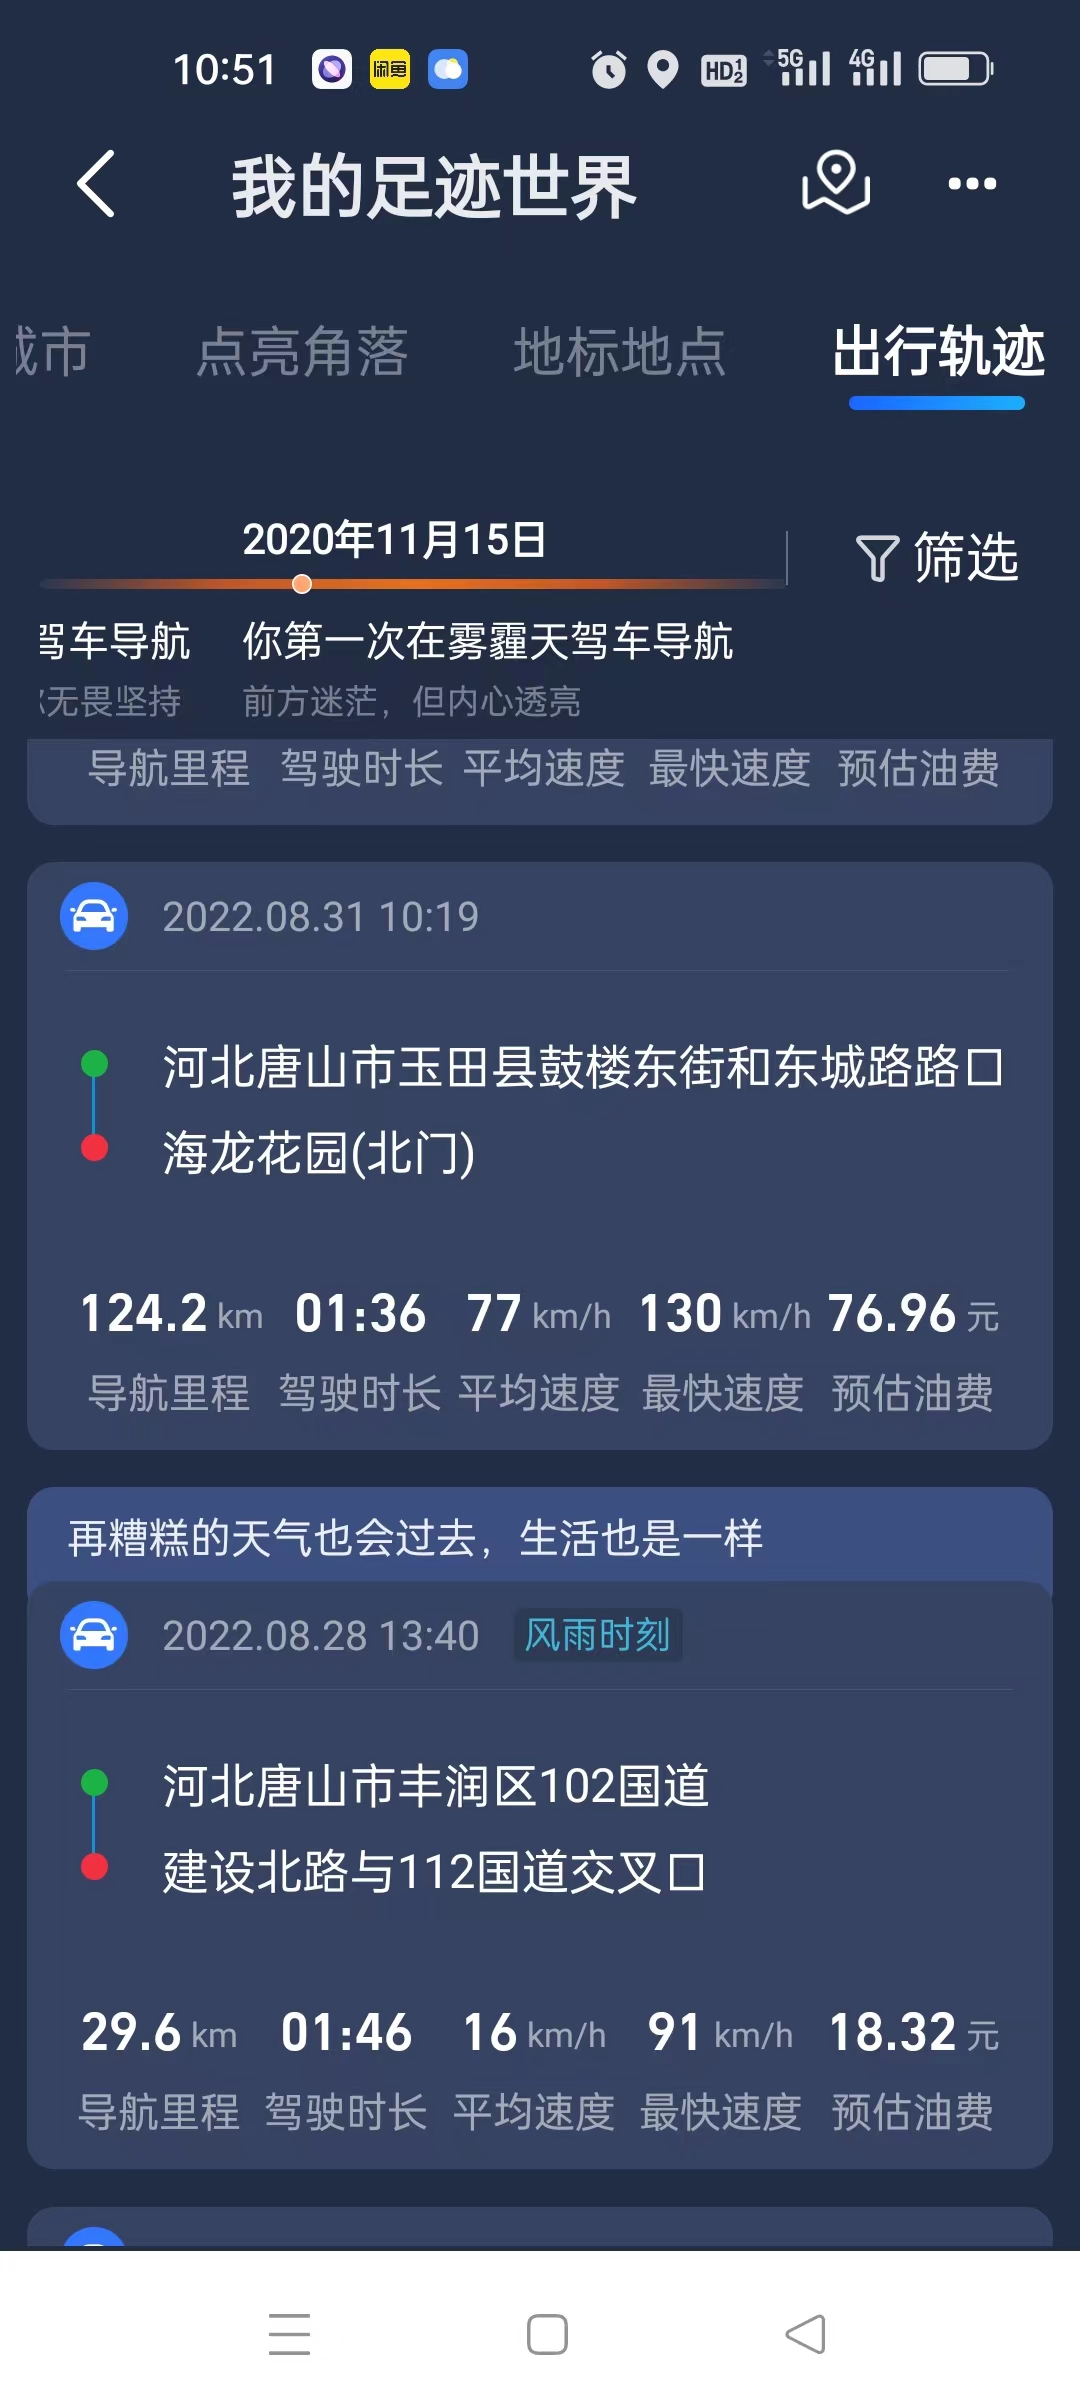 10:51 闲鱼 HD 1 2 5G 4G
我的足迹世界
城市 点亮角落 地标地点 出行轨迹
2020年11月15日
筛选
驾车导航 你第一次在雾霾天驾车导航
无畏坚持 前方迷茫，但内心透亮
导航里程 驾驶时长 平均速度 最快速度 预估油费
2022.08.31 10:19
河北唐山市玉田县鼓楼东街和东城路路口
海龙花园(北门)
124.2 km 01:36 77 km/h 130 km/h 76.96 元
导航里程 驾驶时长 平均速度 最快速度 预估油费
再糟糕的天气也会过去，生活也是一样
2022.08.28 13:40 风雨时刻
河北唐山市丰润区102国道
建设北路与112国道交叉口
29.6 km 01:46 16 km/h 91 km/h 18.32 元
导航里程 驾驶时长 平均速度 最快速度 预估油费